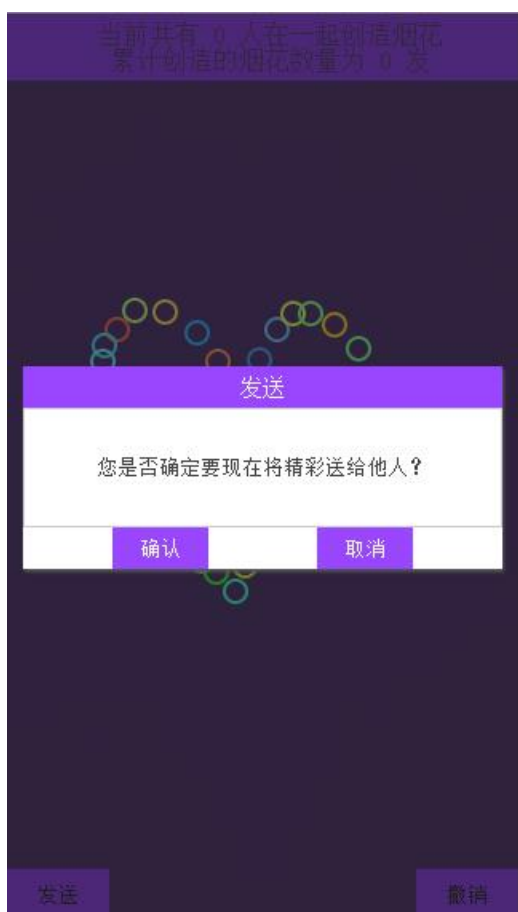 当前共有 0 人在一起创造烟花
累计创造的烟花数量为 0 发
发送
您是否确定要现在将精彩送给他人?
确认 取消
发送 撤销